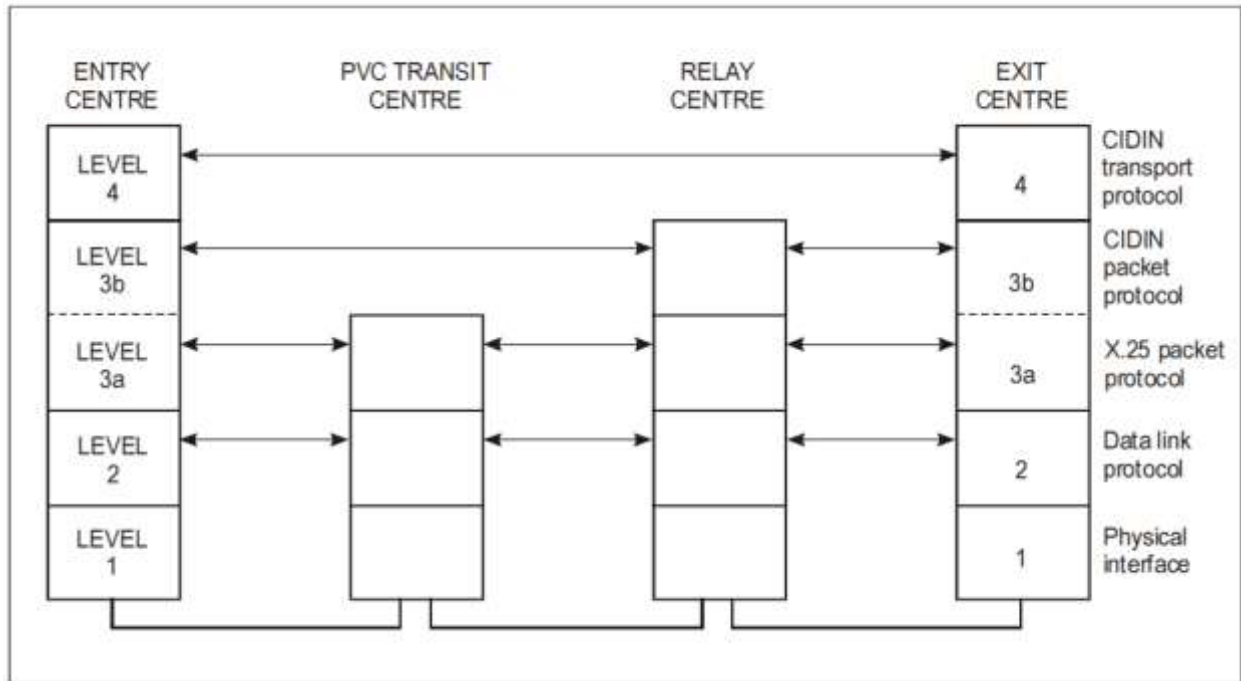 ENTRY
CENTRE
PVC TRANSIT
CENTRE
RELAY
CENTRE
EXIT
CENTRE
LEVEL
4
4
CIDIN
transport
protocol
LEVEL
3b
3b
CIDIN
packet
protocol
LEVEL
3a
3a
X.25 packet
protocol
LEVEL
2
2
Data link
protocol
LEVEL
1
1
Physical
interface